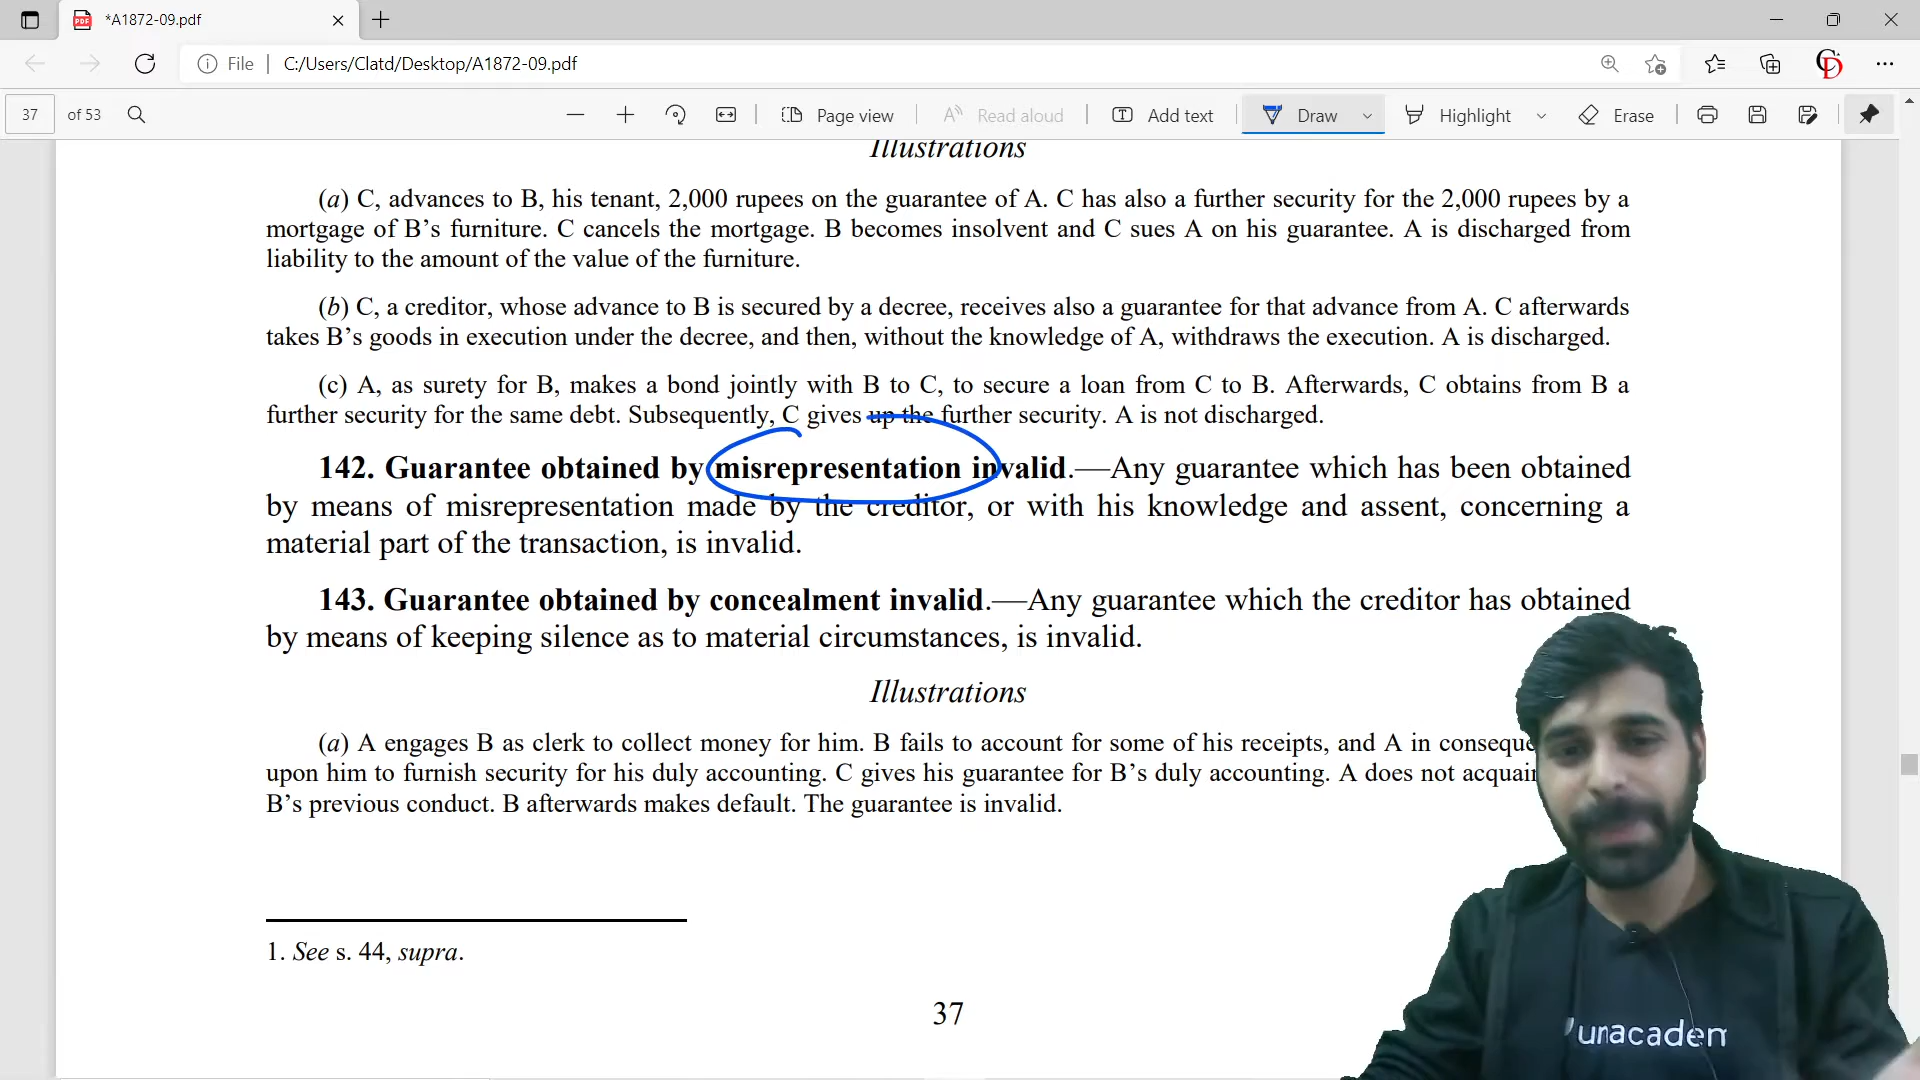 *A1872-09.pdf
File
C:/Users/Clatd/Desktop/A1872-09.pdf
37 of 53
Page view
Read aloud
Add text
Draw
Highlight
Erase
Illustrations
(a) C, advances to B, his tenant, 2,000 rupees on the guarantee of A. C has also a further security for the 2,000 rupees by a
mortgage of B’s furniture. C cancels the mortgage. B becomes insolvent and C sues A on his guarantee. A is discharged from
liability to the amount of the value of the furniture.
(b) C, a creditor, whose advance to B is secured by a decree, receives also a guarantee for that advance from A. C afterwards
takes B’s goods in execution under the decree, and then, without the knowledge of A, withdraws the execution. A is discharged.
(c) A, as surety for B, makes a bond jointly with B to C, to secure a loan from C to B. Afterwards, C obtains from B a
further security for the same debt. Subsequently, C gives up the further security. A is not discharged.
142. Guarantee obtained by misrepresentation invalid.—Any guarantee which has been obtained
by means of misrepresentation made by the creditor, or with his knowledge and assent, concerning a
material part of the transaction, is invalid.
143. Guarantee obtained by concealment invalid.—Any guarantee which the creditor has obtained
by means of keeping silence as to material circumstances, is invalid.
Illustrations
(a) A engages B as clerk to collect money for him. B fails to account for some of his receipts, and A in
upon him to furnish security for his duly accounting. C gives his guarantee for B’s duly accounting. A does not
B’s previous conduct. B afterwards makes default. The guarantee is invalid.
1. See s. 44, supra.
37
unacadem